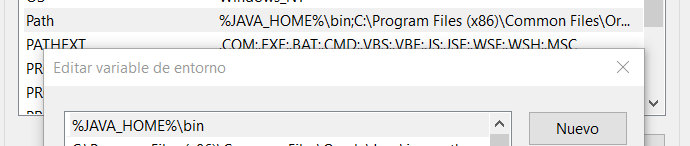 Windows_NT
Path %JAVA_HOME%\bin;C:\Program Files (x86)\Common Files\Or...
PATHEXT .COM;.EXE;.BAT;.CMD;.VBS;.VBE;.JS;.JSE;.WSF;.WSH;.MSC
Editar variable de entorno
%JAVA_HOME%\bin
Nuevo